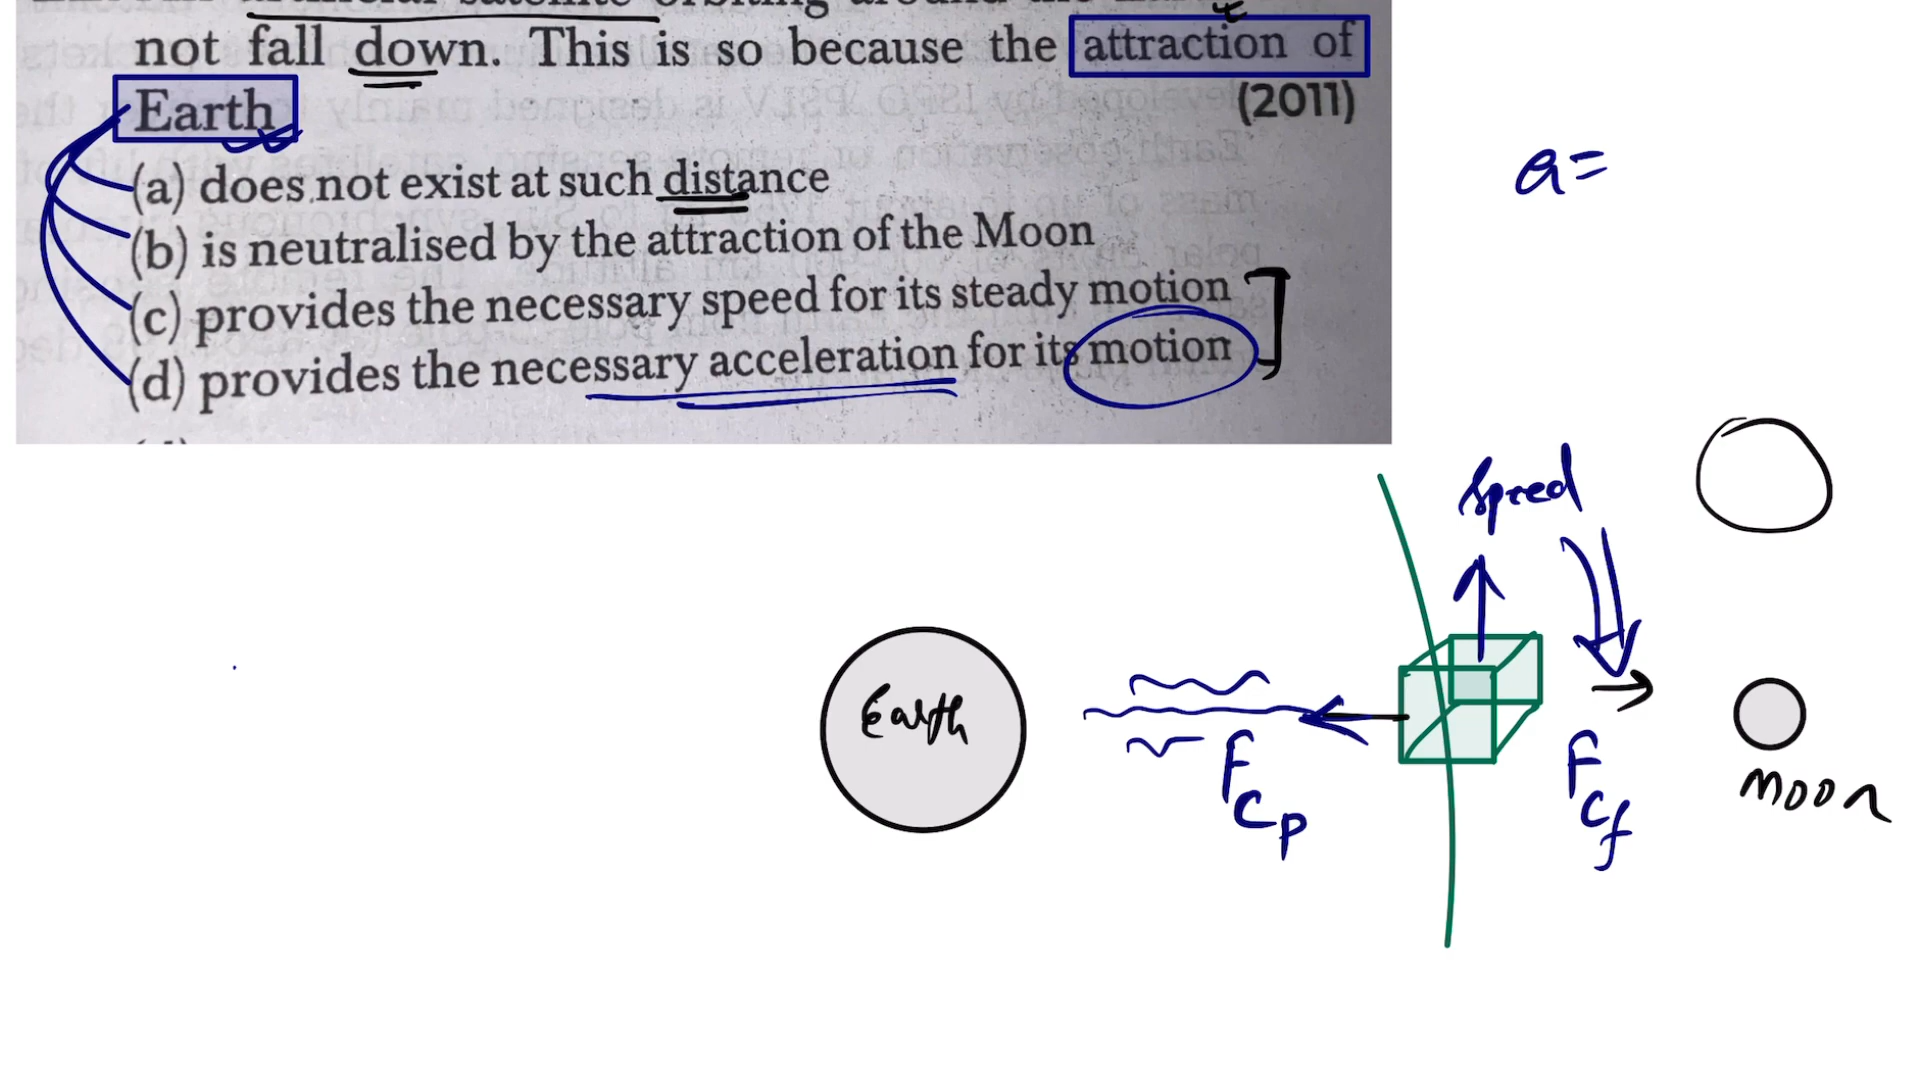 not fall down. This is so because the attraction of
Earth
(2011)
(a) does not exist at such distance
(b) is neutralised by the attraction of the Moon
(c) provides the necessary speed for its steady motion
(d) provides the necessary acceleration for its motion
a=
Speed
Earth
F
Cp
F
Cf
moon